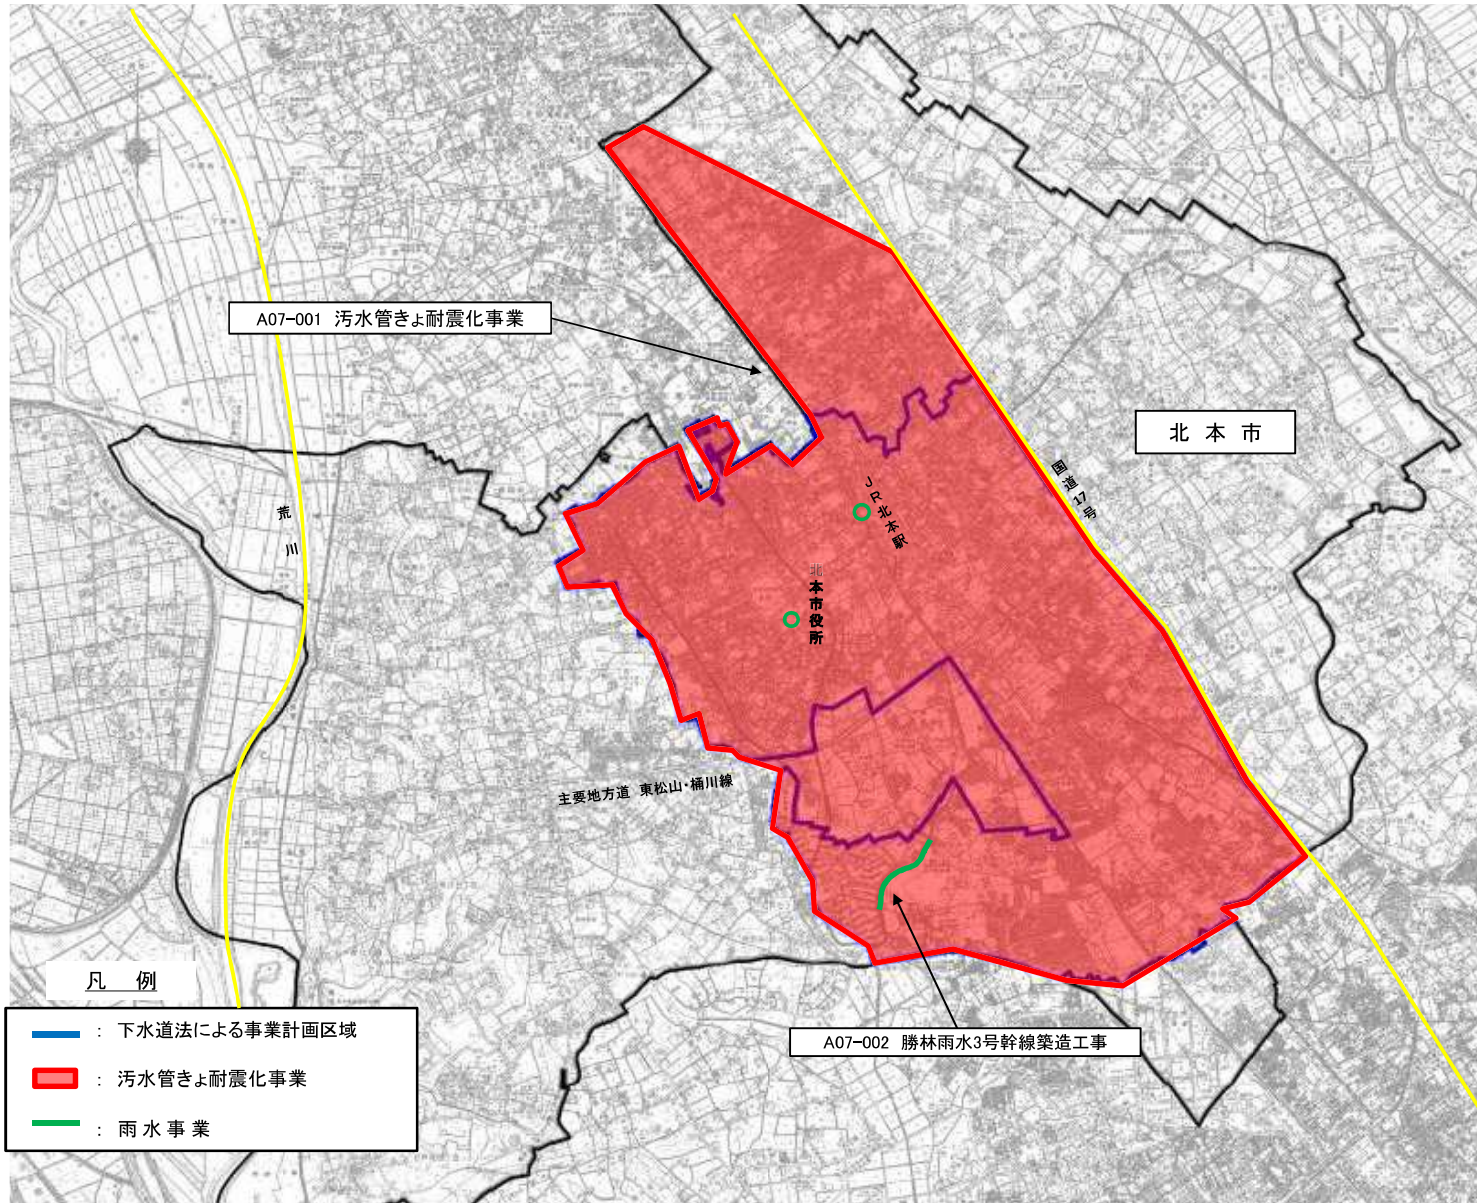 A07-001 汚水管きょ耐震化事業
北本市
国道17号
荒川
JR北本駅
北本市役所
主要地方道 東松山・桶川線
A07-002 勝林雨水3号幹線築造工事
凡例
： 下水道法による事業計画区域
： 汚水管きょ耐震化事業
： 雨水事業